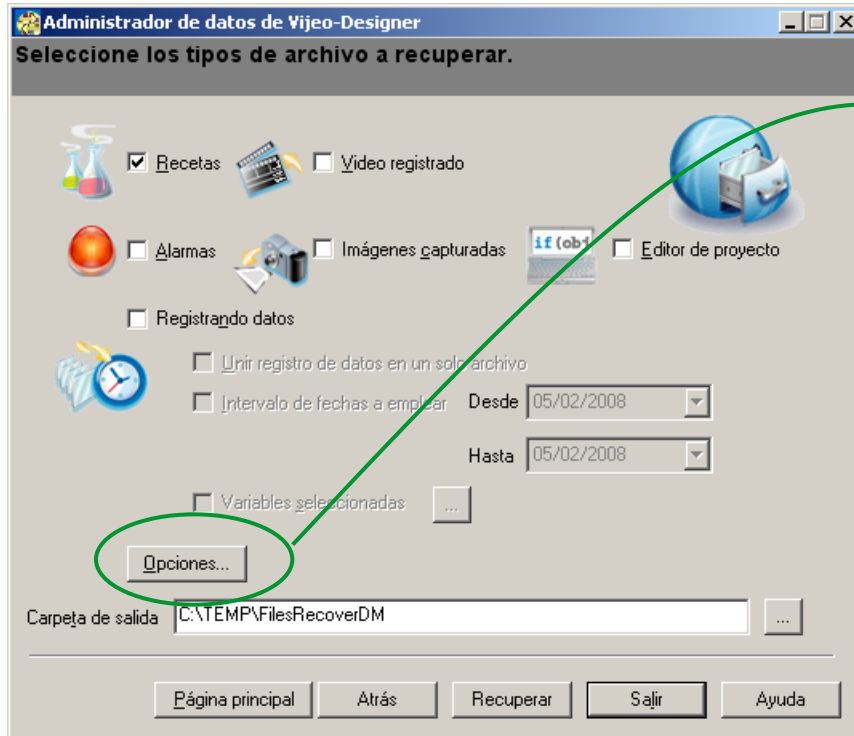 Administrador de datos de Vijeo-Designer
Seleccione los tipos de archivo a recuperar.
Recetas Video registrado
Alarmas Imágenes capturadas if(obj Editor de proyecto
Registrando datos
Unir registro de datos en un solo archivo
Intervalo de fechas a emplear Desde 05/02/2008
Hasta 05/02/2008
Variables seleccionadas ...
Opciones...
Carpeta de salida C:\TEMP\FilesRecoverDM ...
Página principal Atrás Recuperar Salir Ayuda